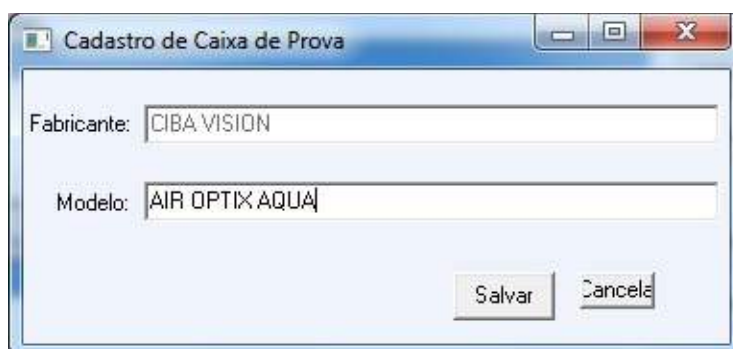 Cadastro de Caixa de Prova
Fabricante: CIBA VISION
Modelo: AIR OPTIX AQUA
Salvar Cancela